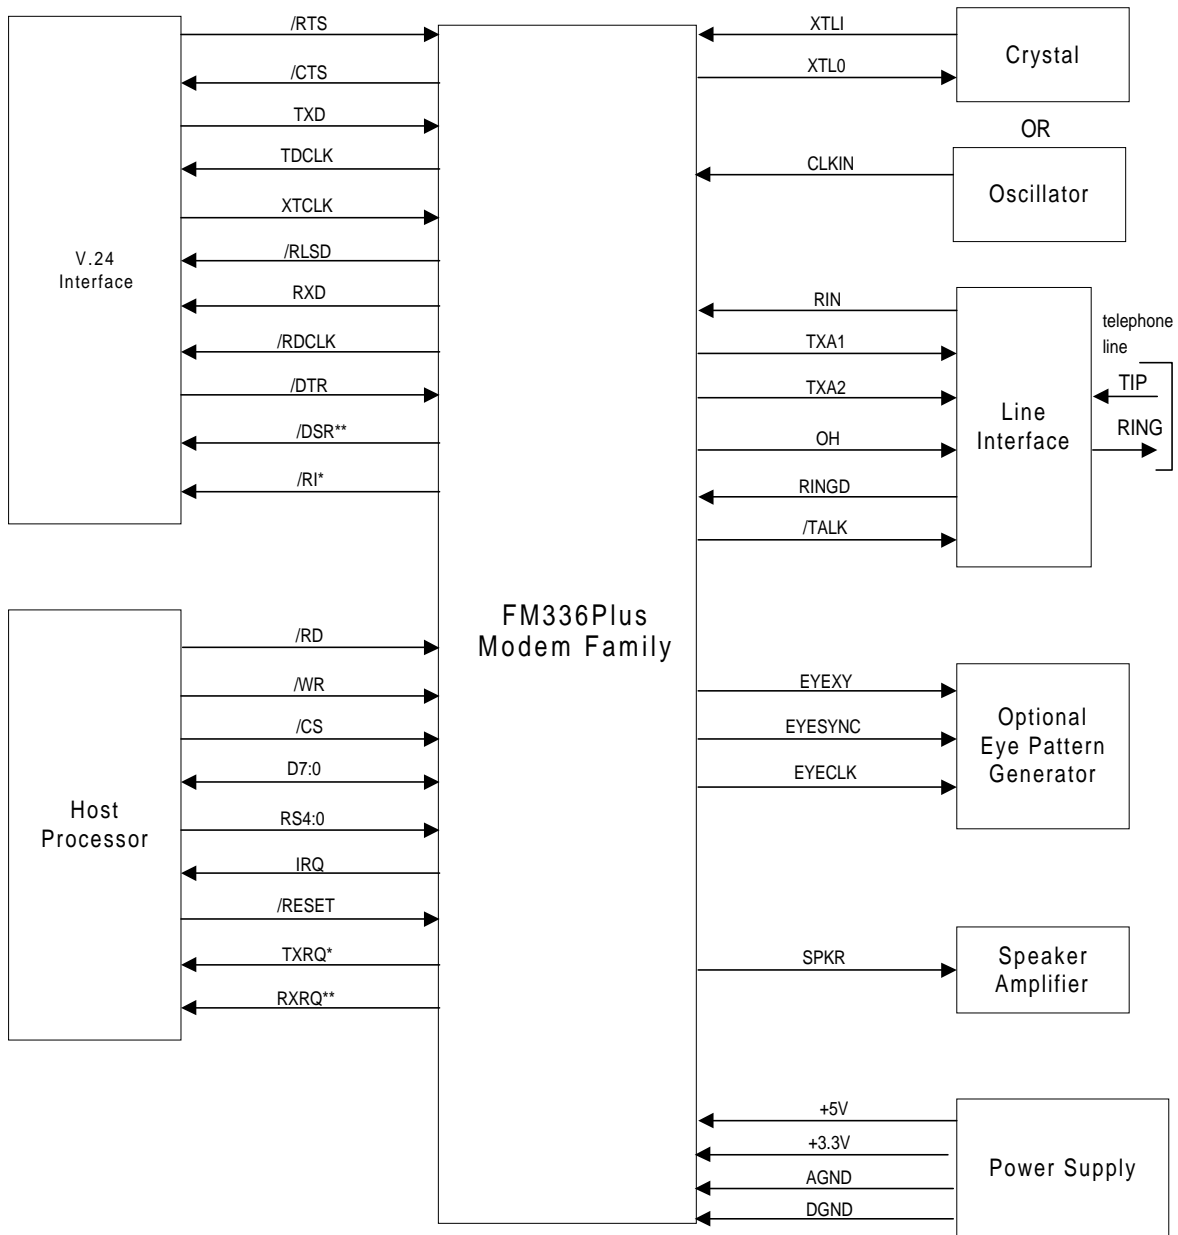 /RTS
/CTS
TXD
TDCLK
XTCLK
/RLSD
RXD
/RDCLK
/DTR
/DSR**
/RI*
V.24
Interface
/RD
/WR
/CS
D7:0
RS4:0
IRQ
/RESET
TXRQ*
RXRQ**
Host
Processor
FM336Plus
Modem Family
XTLI
XTL0
Crystal
OR
CLKIN
Oscillator
RIN
TXA1
TXA2
OH
RINGD
/TALK
Line
Interface
telephone
line
TIP
RING
EYEXY
EYESYNC
EYECLK
Optional
Eye Pattern
Generator
SPKR
Speaker
Amplifier
+5V
+3.3V
AGND
DGND
Power Supply